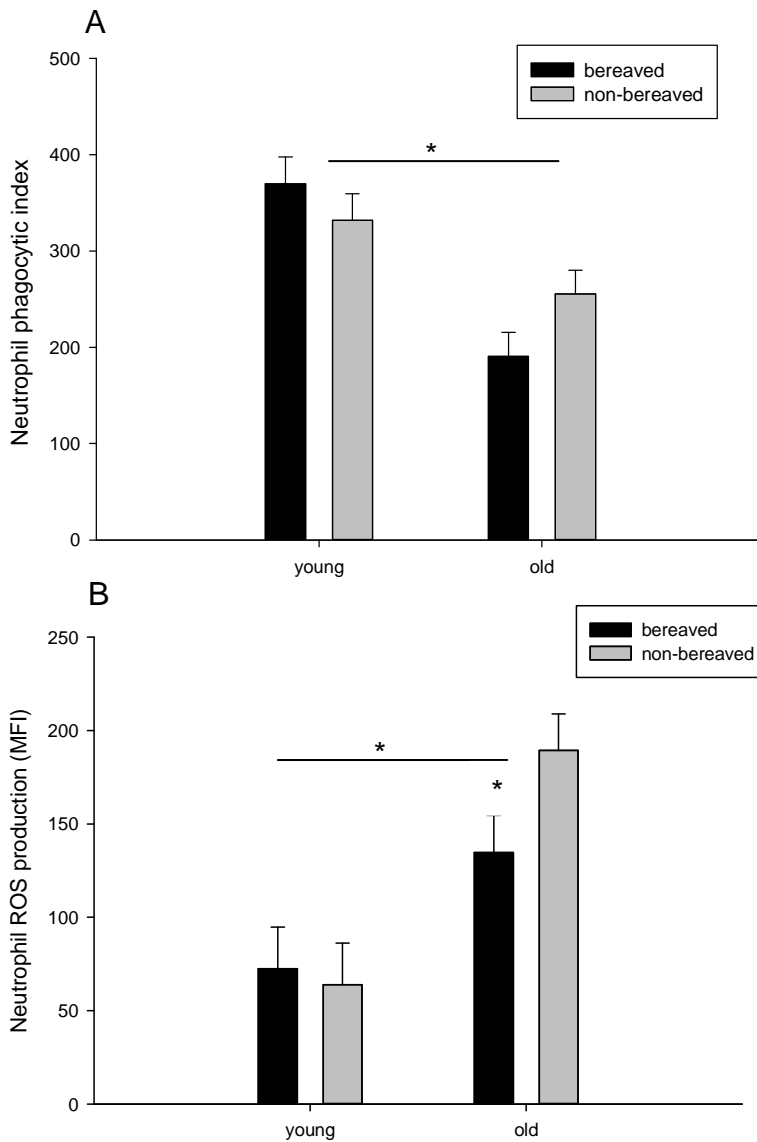 A
Neutrophil phagocytic index
500
400
300
200
100
0
bereaved
non-bereaved
*
young old
B
Neutrophil ROS production (MFI)
250
200
150
100
50
0
bereaved
non-bereaved
*
*
young old